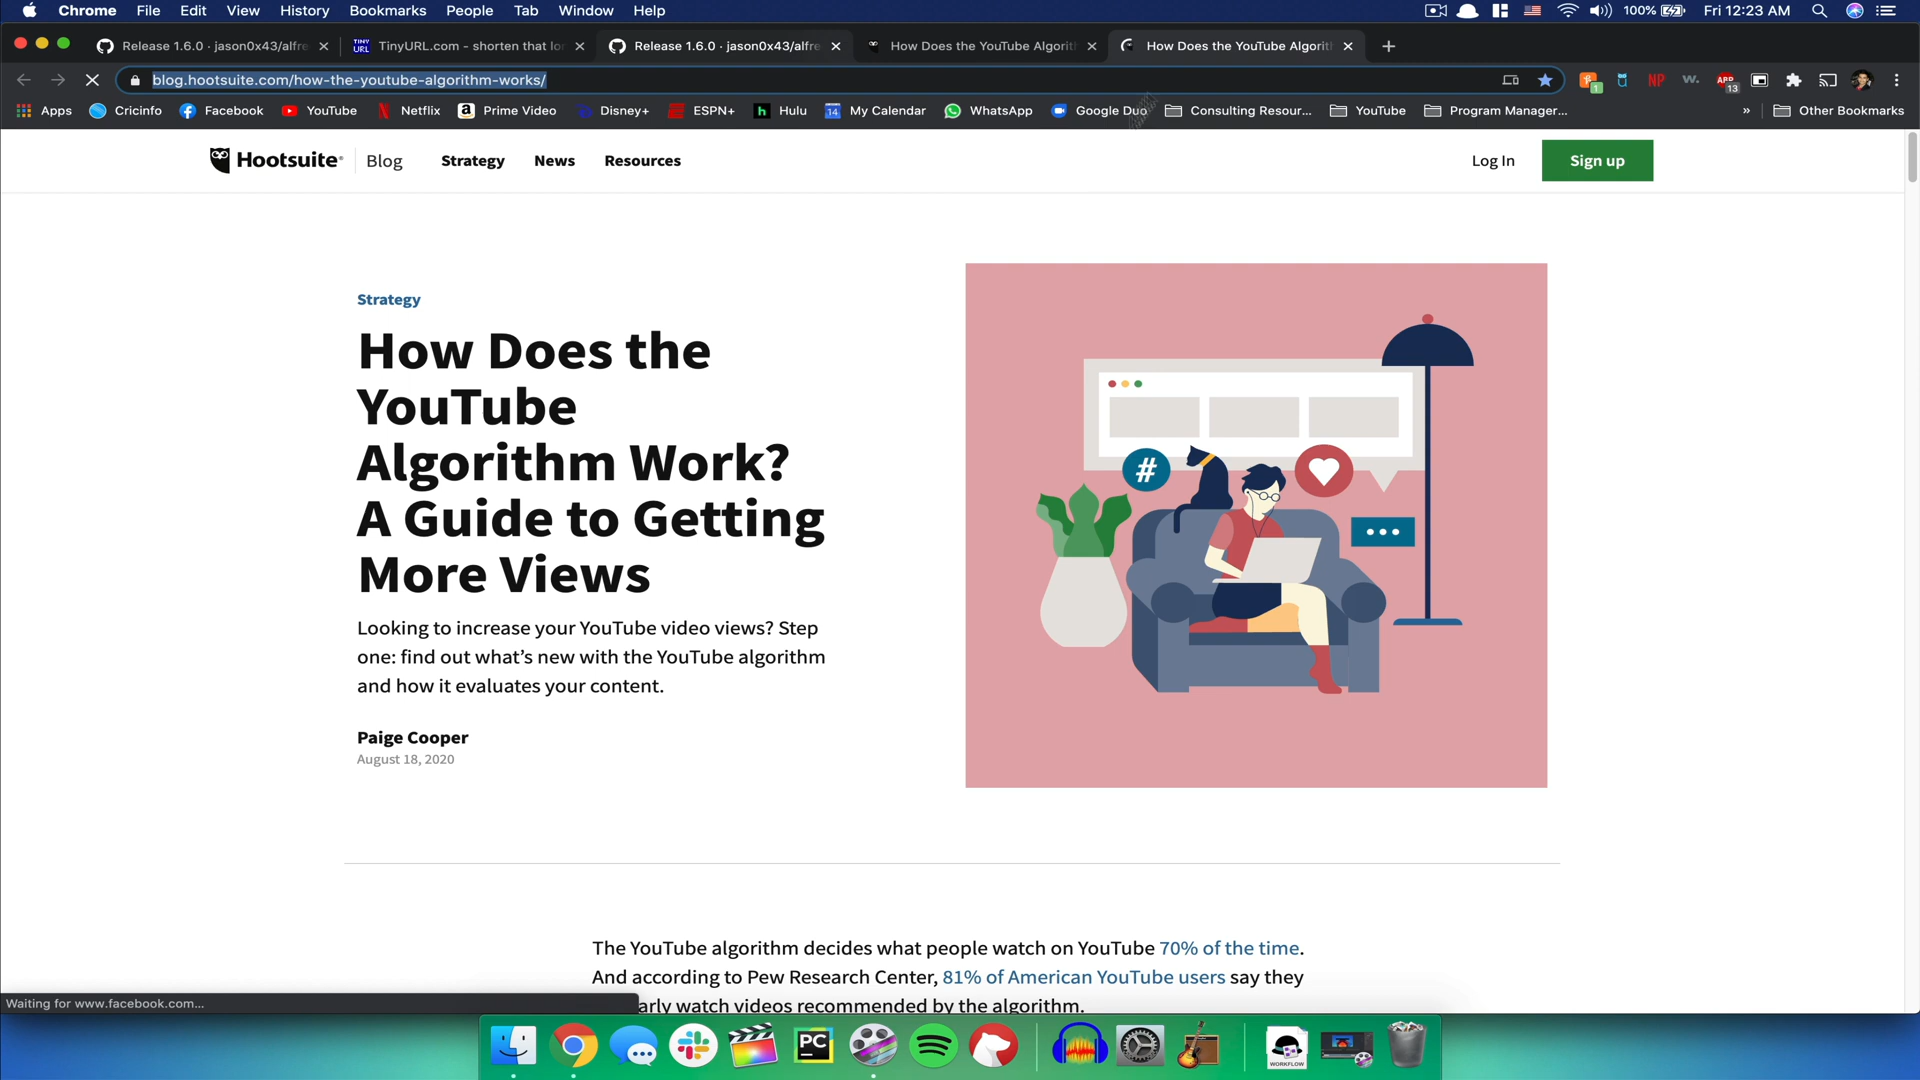 Chrome File Edit View History Bookmarks People Tab Window Help 100% Fri 12:23 AM
Release 1.6.0 · jason0x43/alfre TinyURL.com - shorten that lo Release 1.6.0 · jason0x43/alfre How Does the YouTube Algorit How Does the YouTube Algorit
blog.hootsuite.com/how-the-youtube-algorithm-works/
Apps Cricinfo Facebook YouTube Netflix Prime Video Disney+ ESPN+ Hulu My Calendar WhatsApp Google Duo Consulting Resour... YouTube Program Manager... » Other Bookmarks
Hootsuite Blog Strategy News Resources Log In Sign up
Strategy
How Does the
YouTube
Algorithm Work?
A Guide to Getting
More Views
Looking to increase your YouTube video views? Step
one: find out what's new with the YouTube algorithm
and how it evaluates your content.
Paige Cooper
August 18, 2020
#
The YouTube algorithm decides what people watch on YouTube 70% of the time.
And according to Pew Research Center, 81% of American YouTube users say they
arly watch videos recommended by the algorithm.
Waiting for www.facebook.com...
PC
WORKFLOW